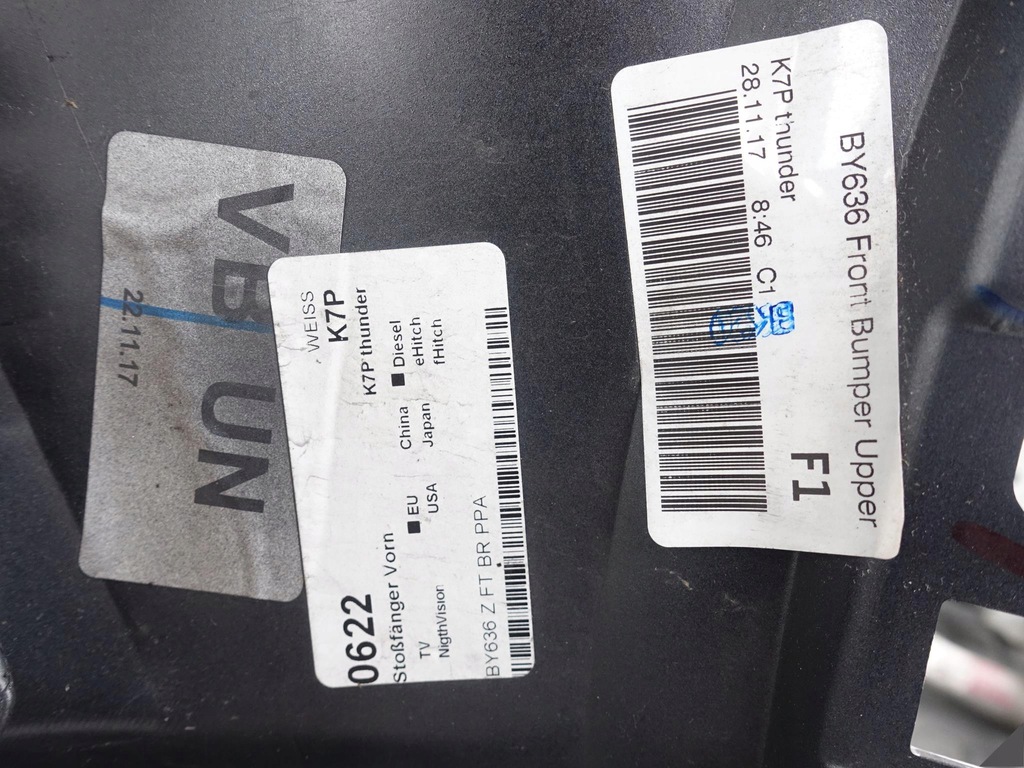 VB UN
22.11.17
. WEISS
K7P
K7P thunder
■ Diesel
eHitch
fHitch
China
Japan
■ EU
USA
0622
Stoßfänger Vorn
TV
NigthVision
BY636 Z FT BR PPA
BY636 Front Bumper Upper
K7P thunder
28.11.17 8:46 C1
F1